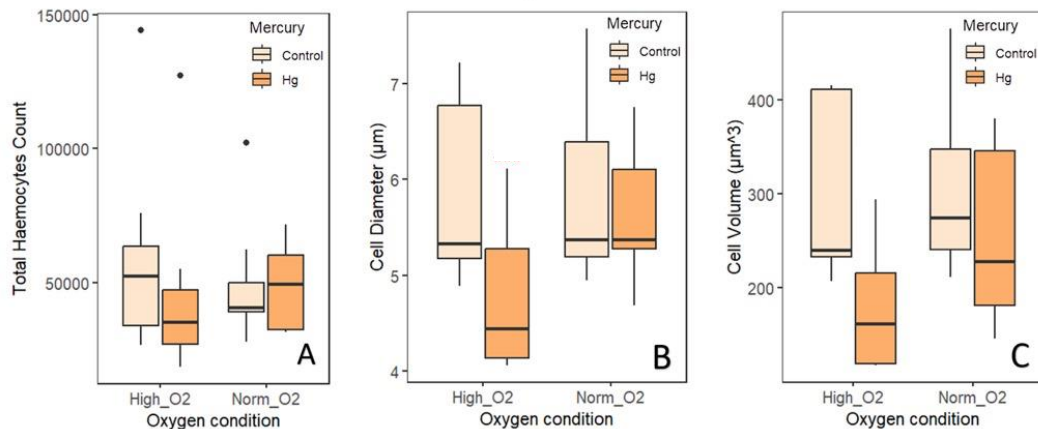 Total Haemocytes Count
150000
100000
50000
Mercury
Control
Hg
A
High_O2 Norm_O2
Oxygen condition
Cell Diameter (μm)
7
6
5
4
Mercury
Control
Hg
B
High_O2 Norm_O2
Oxygen condition
Cell Volume (μm^3)
400
300
200
Mercury
Control
Hg
C
High_O2 Norm_O2
Oxygen condition